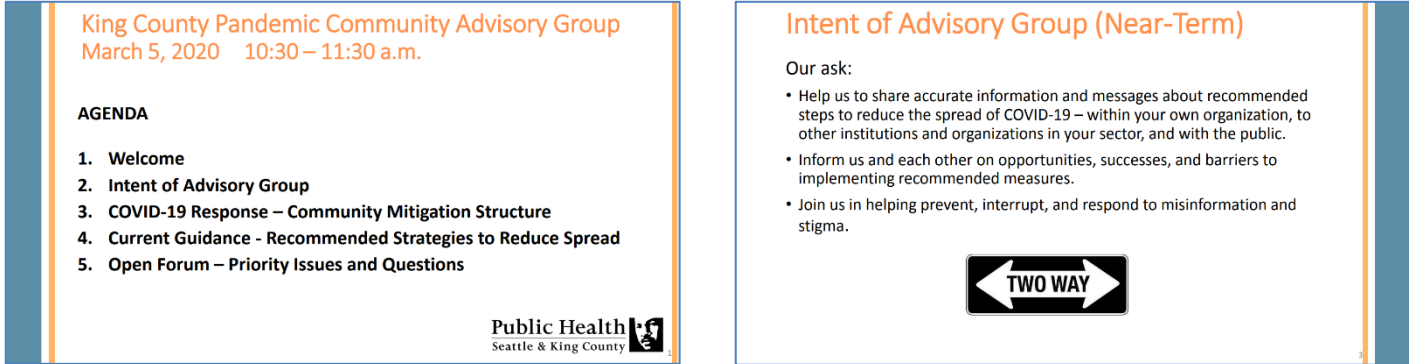 King County Pandemic Community Advisory Group
March 5, 2020 10:30 – 11:30 a.m.
AGENDA
1. Welcome
2. Intent of Advisory Group
3. COVID-19 Response – Community Mitigation Structure
4. Current Guidance - Recommended Strategies to Reduce Spread
5. Open Forum – Priority Issues and Questions
Public Health
Seattle & King County
1
Intent of Advisory Group (Near-Term)
Our ask:
• Help us to share accurate information and messages about recommended
steps to reduce the spread of COVID-19 – within your own organization, to
other institutions and organizations in your sector, and with the public.
• Inform us and each other on opportunities, successes, and barriers to
implementing recommended measures.
• Join us in helping prevent, interrupt, and respond to misinformation and
stigma.
TWO WAY
3